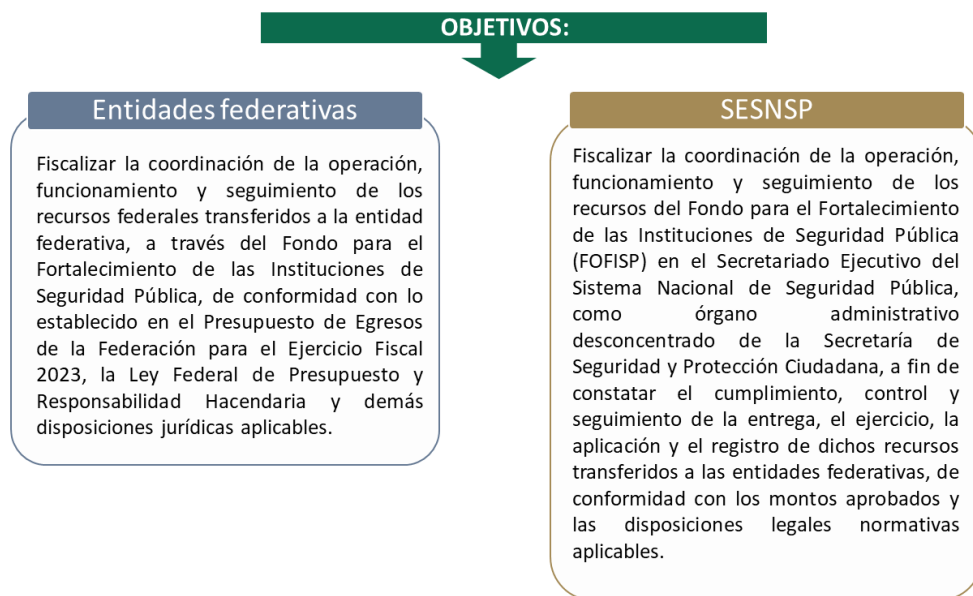 OBJETIVOS:
Entidades federativas
Fiscalizar la coordinación de la operación,
funcionamiento y seguimiento de los
recursos federales transferidos a la entidad
federativa, a través del Fondo para el
Fortalecimiento de las Instituciones de
Seguridad Pública, de conformidad con lo
establecido en el Presupuesto de Egresos
de la Federación para el Ejercicio Fiscal
2023, la Ley Federal de Presupuesto y
Responsabilidad Hacendaria y demás
disposiciones jurídicas aplicables.
SESNSP
Fiscalizar la coordinación de la operación,
funcionamiento y seguimiento de los
recursos del Fondo para el Fortalecimiento
de las Instituciones de Seguridad Pública
(FOFISP) en el Secretariado Ejecutivo del
Sistema Nacional de Seguridad Pública,
como órgano administrativo
desconcentrado de la Secretaría de
Seguridad y Protección Ciudadana, a fin de
constatar el cumplimiento, control y
seguimiento de la entrega, el ejercicio, la
aplicación y el registro de dichos recursos
transferidos a las entidades federativas, de
conformidad con los montos aprobados y
las disposiciones legales normativas
aplicables.